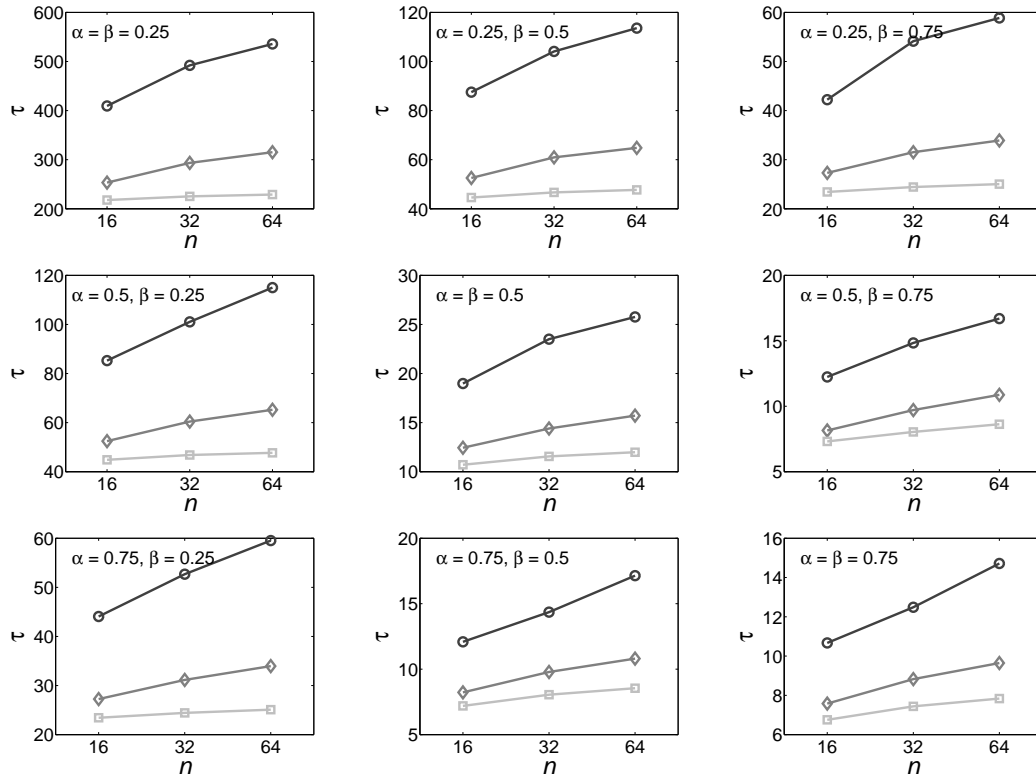 600
500
400
300
200
τ
α = β = 0.25
16 32 64
n
120
100
80
60
40
τ
α = 0.25, β = 0.5
16 32 64
n
60
50
40
30
20
τ
α = 0.25, β = 0.75
16 32 64
n
120
100
80
60
40
τ
α = 0.5, β = 0.25
16 32 64
n
30
25
20
15
10
τ
α = β = 0.5
16 32 64
n
20
15
10
5
τ
α = 0.5, β = 0.75
16 32 64
n
60
50
40
30
20
τ
α = 0.75, β = 0.25
16 32 64
n
20
15
10
5
τ
α = 0.75, β = 0.5
16 32 64
n
16
14
12
10
8
6
τ
α = β = 0.75
16 32 64
n